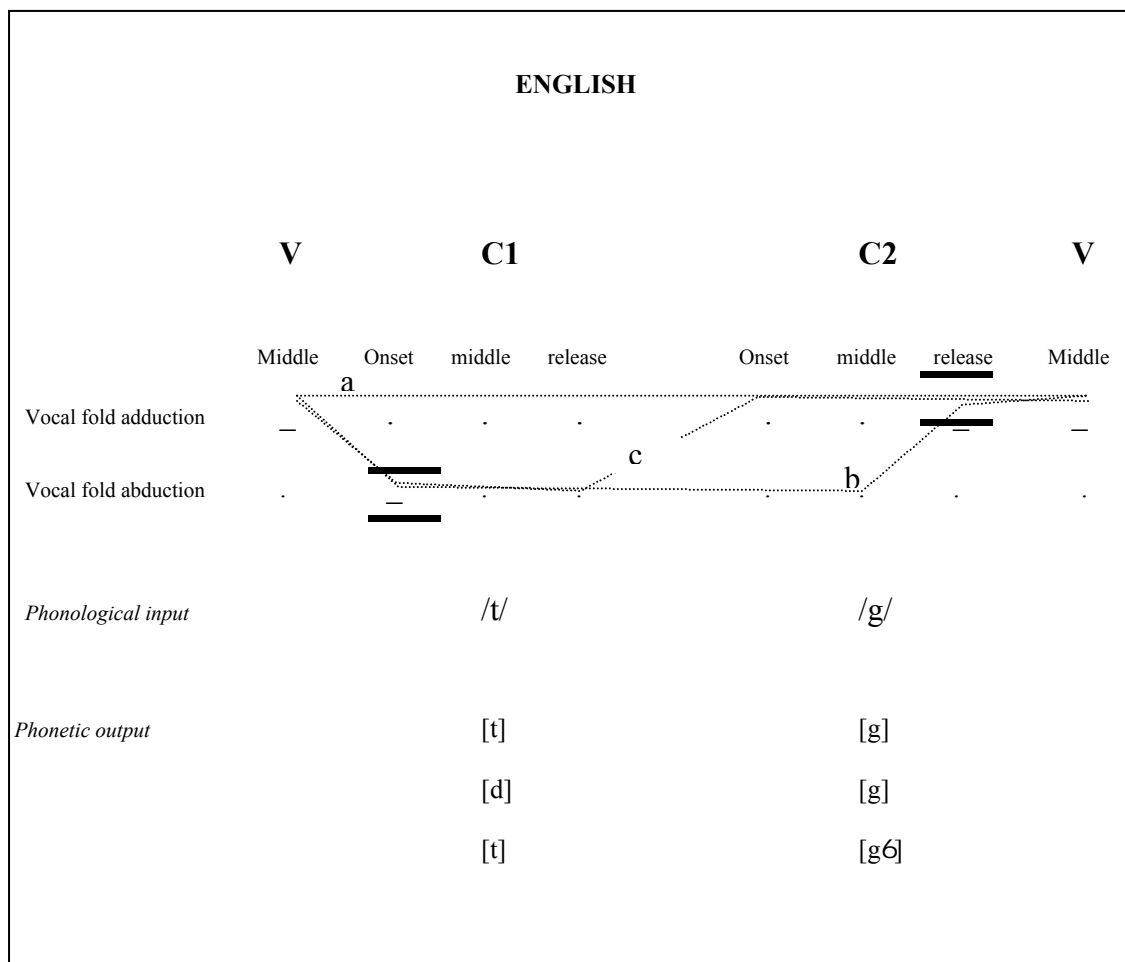 ENGLISH
V C1 C2 V
Middle Onset middle release Onset middle release Middle
a
Vocal fold adduction
_ . . . . . _ _
c
Vocal fold abduction
. _ . . . b . . .
Phonological input /t/ /g/
Phonetic output [t] [g]
[d] [g]
[t] [g6]